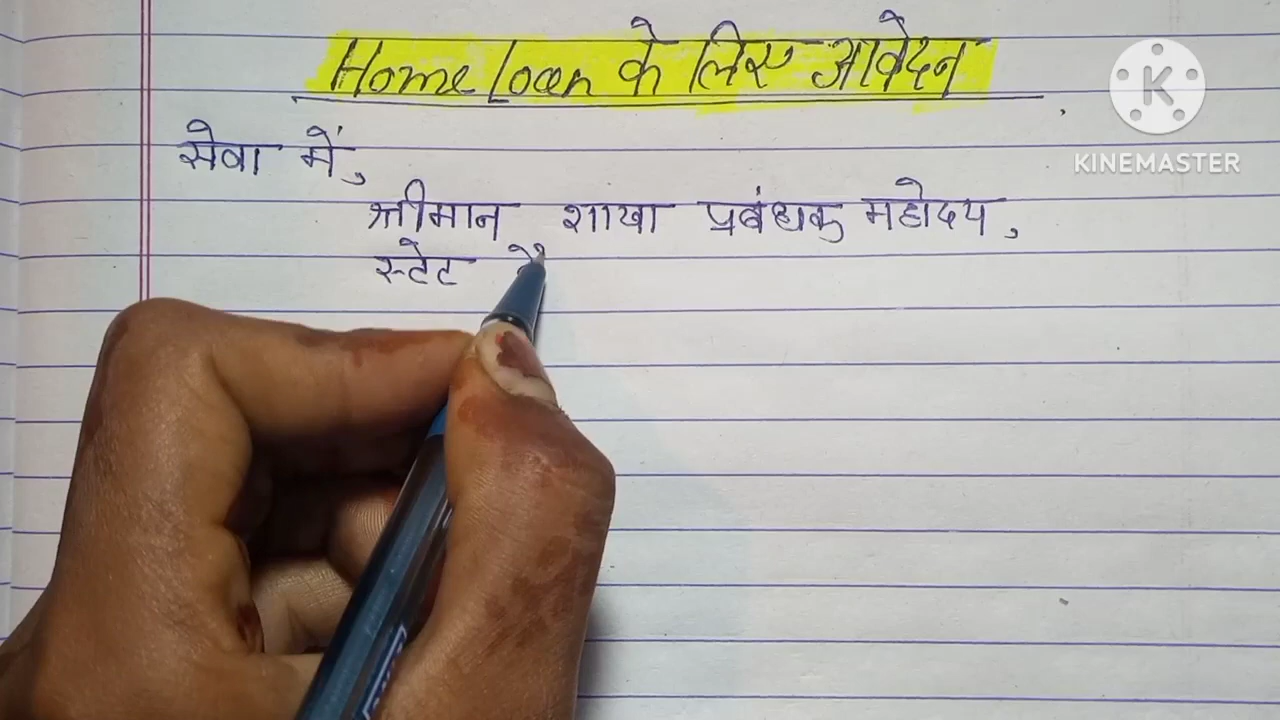 Home Loan के लिए आवेदन
KINEMASTER
सेवा में,
श्रीमान शाखा प्रबंधक महोदय,
स्टेट